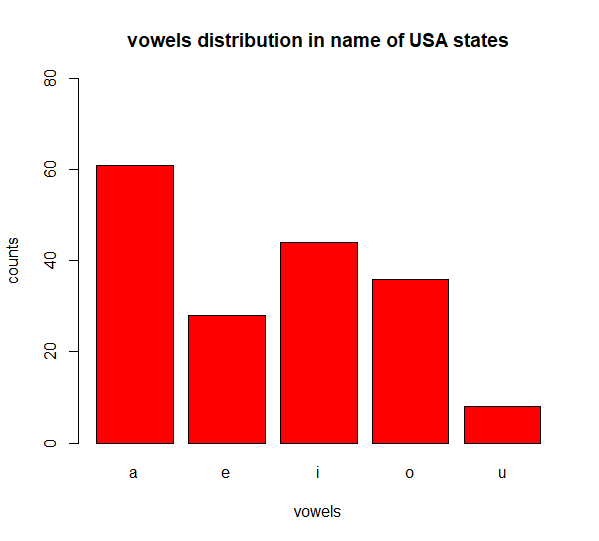 vowels distribution in name of USA states
80
60
40
20
0
counts
a e i o u
vowels